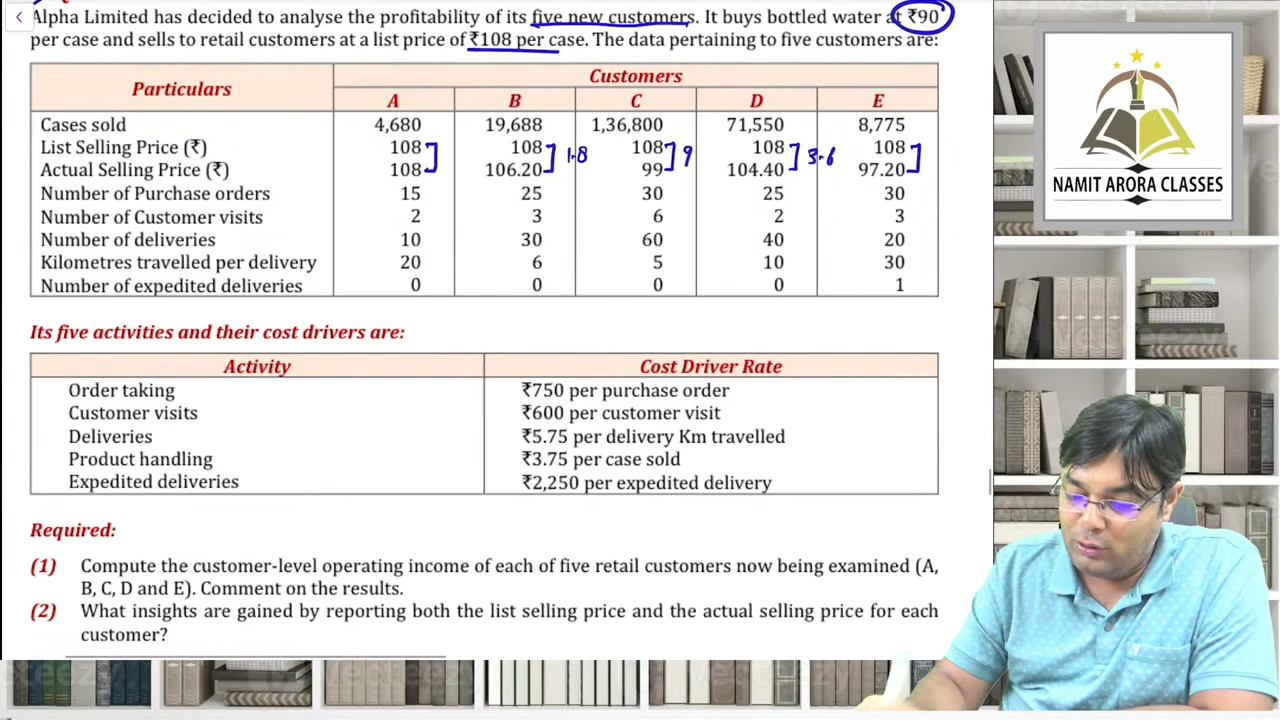 Alpha Limited has decided to analyse the profitability of its five new customers. It buys bottled water at ₹90
per case and sells to retail customers at a list price of ₹108 per case. The data pertaining to five customers are:
Particulars Customers
A B C D E
Cases sold 4,680 19,688 1,36,800 71,550 8,775
List Selling Price (₹) 108 108 108 108 108
1.8 9 3.6
Actual Selling Price (₹) 108 106.20 99 104.40 97.20
Number of Purchase orders 15 25 30 25 30
Number of Customer visits 2 3 6 2 3
Number of deliveries 10 30 60 40 20
Kilometres travelled per delivery 20 6 5 10 30
Number of expedited deliveries 0 0 0 0 1
Its five activities and their cost drivers are:
Activity Cost Driver Rate
Order taking ₹750 per purchase order
Customer visits ₹600 per customer visit
Deliveries ₹5.75 per delivery Km travelled
Product handling ₹3.75 per case sold
Expedited deliveries ₹2,250 per expedited delivery
Required:
(1) Compute the customer-level operating income of each of five retail customers now being examined (A,
B, C, D and E). Comment on the results.
(2) What insights are gained by reporting both the list selling price and the actual selling price for each
customer?
NAMIT ARORA CLASSES